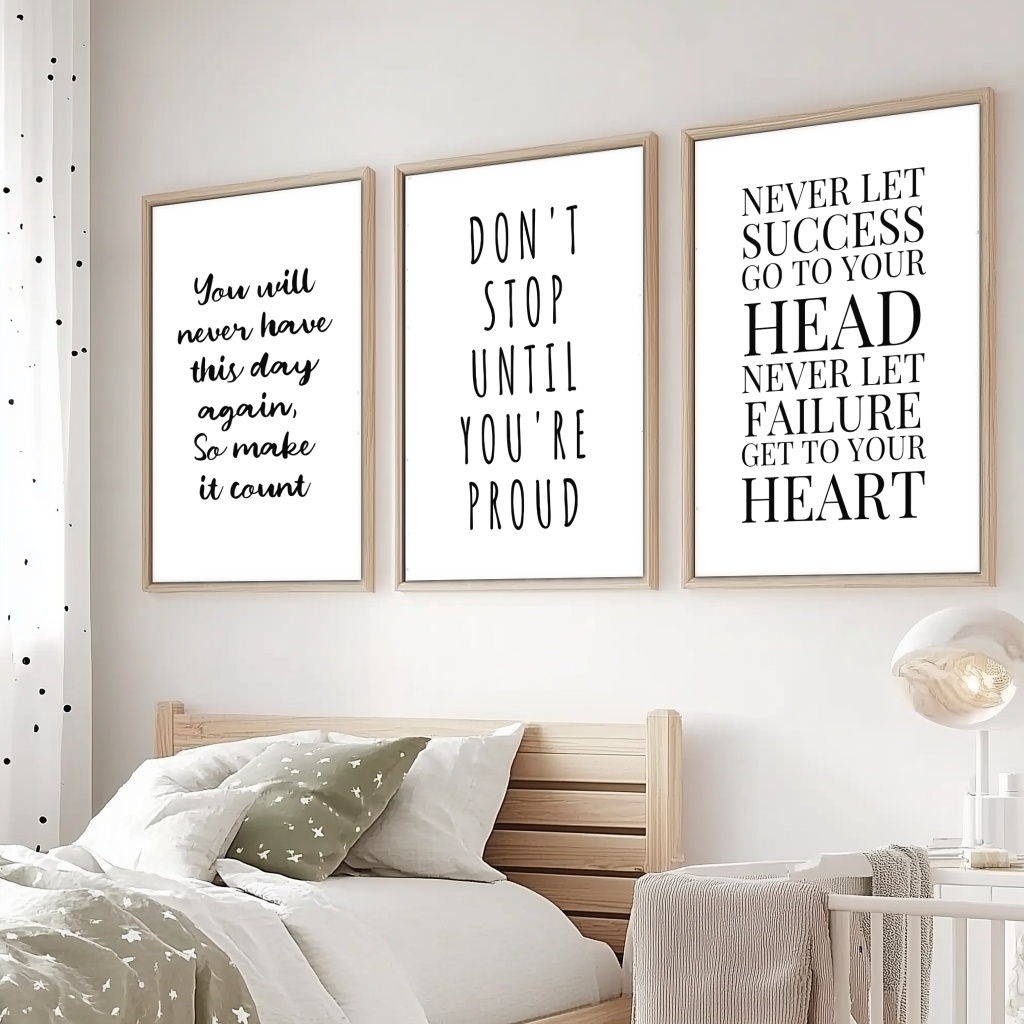 You will
never have
this day
again,
So make
it count
DON'T
STOP
UNTIL
YOU'RE
PROUD
NEVER LET
SUCCESS
GO TO YOUR
HEAD
NEVER LET
FAILURE
GET TO YOUR
HEART